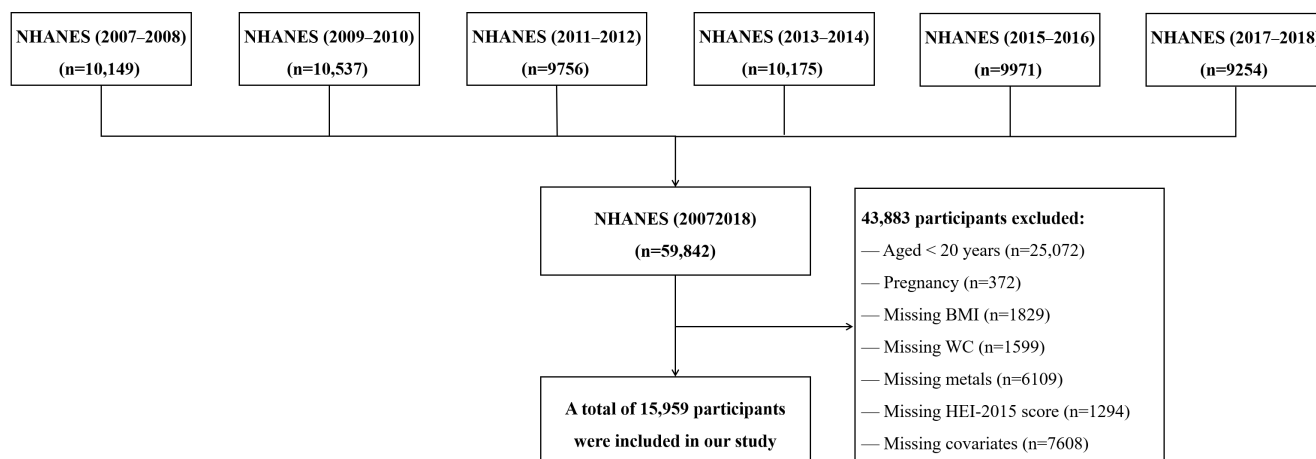 NHANES (2007–2008)
(n=10,149)
NHANES (2009–2010)
(n=10,537)
NHANES (2011–2012)
(n=9756)
NHANES (2013–2014)
(n=10,175)
NHANES (2015–2016)
(n=9971)
NHANES (2017–2018)
(n=9254)
NHANES (20072018)
(n=59,842)
43,883 participants excluded:
— Aged < 20 years (n=25,072)
— Pregnancy (n=372)
— Missing BMI (n=1829)
— Missing WC (n=1599)
— Missing metals (n=6109)
— Missing HEI-2015 score (n=1294)
— Missing covariates (n=7608)
A total of 15,959 participants
were included in our study